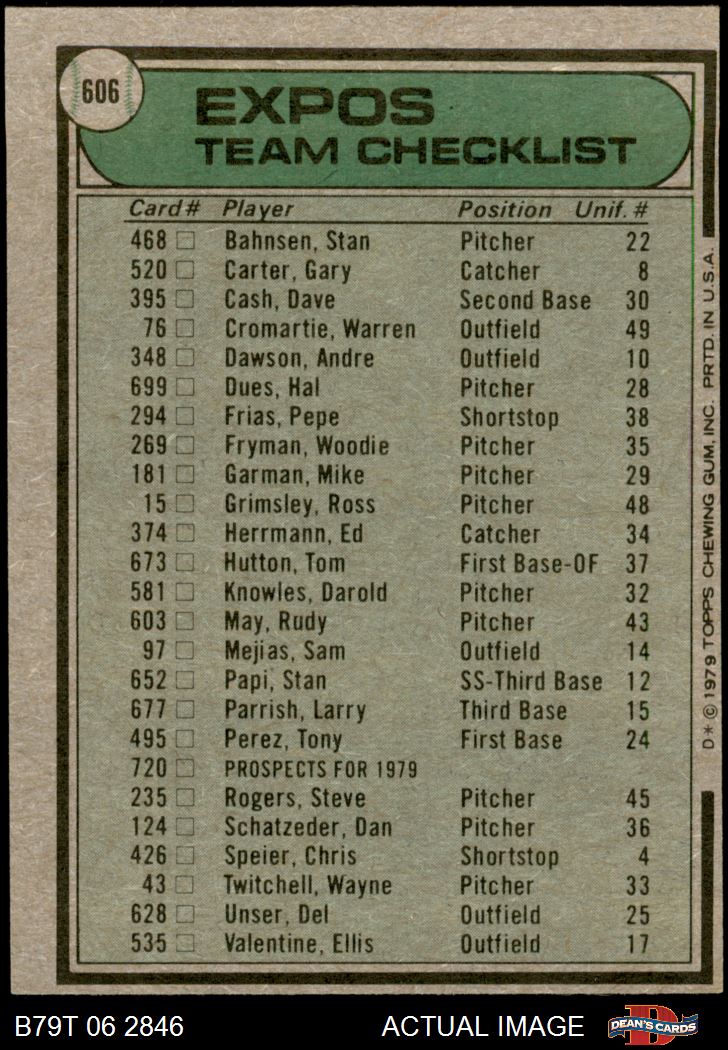 606
EXPOS
TEAM CHECKLIST
Card# Player Position Unif. #
468 Bahnsen, Stan Pitcher 22
520 Carter, Gary Catcher 8
395 Cash, Dave Second Base 30
76 Cromartie, Warren Outfield 49
348 Dawson, Andre Outfield 10
699 Dues, Hal Pitcher 28
294 Frias, Pepe Shortstop 38
269 Fryman, Woodie Pitcher 35
181 Garman, Mike Pitcher 29
15 Grimsley, Ross Pitcher 48
374 Herrmann, Ed Catcher 34
673 Hutton, Tom First Base-OF 37
581 Knowles, Darold Pitcher 32
603 May, Rudy Pitcher 43
97 Mejias, Sam Outfield 14
652 Papi, Stan SS-Third Base 12
677 Parrish, Larry Third Base 15
495 Perez, Tony First Base 24
720 PROSPECTS FOR 1979
235 Rogers, Steve Pitcher 45
124 Schatzeder, Dan Pitcher 36
426 Speier, Chris Shortstop 4
43 Twitchell, Wayne Pitcher 33
628 Unser, Del Outfield 25
535 Valentine, Ellis Outfield 17
D* © 1979 TOPPS CHEWING GUM, INC. PRTD. IN U.S.A.
B79T 06 2846 ACTUAL IMAGE
D
DEAN'S CARDS